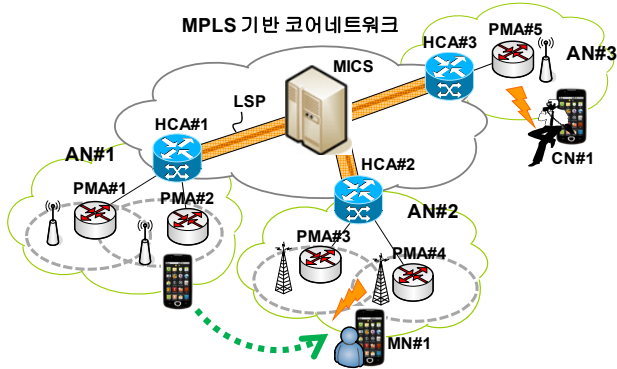 MPLS 기반 코어네트워크
HCA#3
PMA#5
AN#3
MICS
LSP
HCA#1
CN#1
AN#1
HCA#2
PMA#1
PMA#2
AN#2
PMA#3
PMA#4
MN#1